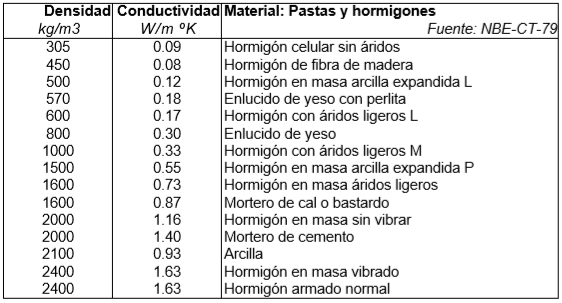 Densidad Conductividad Material: Pastas y hormigones
kg/m3 W/m ºK Fuente: NBE-CT-79
305 0.09 Hormigón celular sin áridos
450 0.08 Hormigón de fibra de madera
500 0.12 Hormigón en masa arcilla expandida L
570 0.18 Enlucido de yeso con perlita
600 0.17 Hormigón con áridos ligeros L
800 0.30 Enlucido de yeso
1000 0.33 Hormigón con áridos ligeros M
1500 0.55 Hormigón en masa arcilla expandida P
1600 0.73 Hormigón en masa áridos ligeros
1600 0.87 Mortero de cal o bastardo
2000 1.16 Hormigón en masa sin vibrar
2000 1.40 Mortero de cemento
2100 0.93 Arcilla
2400 1.63 Hormigón en masa vibrado
2400 1.63 Hormigón armado normal